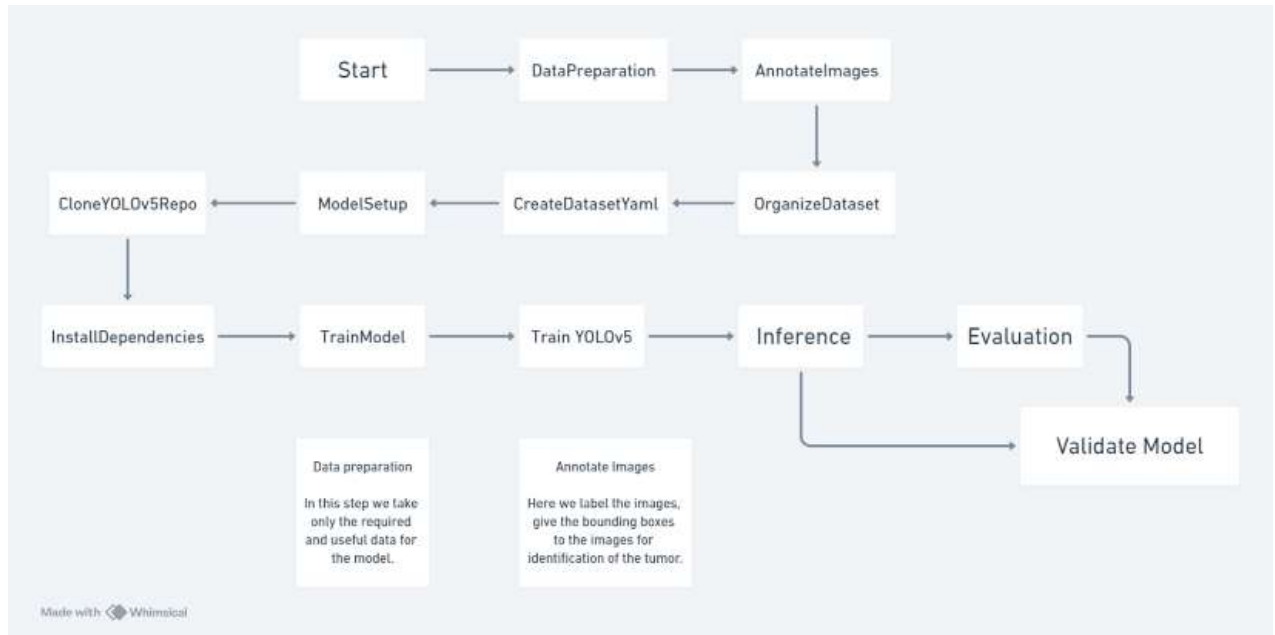 Start
DataPreparation
AnnotateImages
CloneYOLOv5Repo
ModelSetup
CreateDatasetYaml
OrganizeDataset
InstallDependencies
TrainModel
Train YOLOv5
Inference
Evaluation
Validate Model
Data preparation
In this step we take
only the required
and useful data for
the model.
Annotate Images
Here we label the images,
give the bounding boxes
to the images for
identification of the tumor.
Made with Whimsical